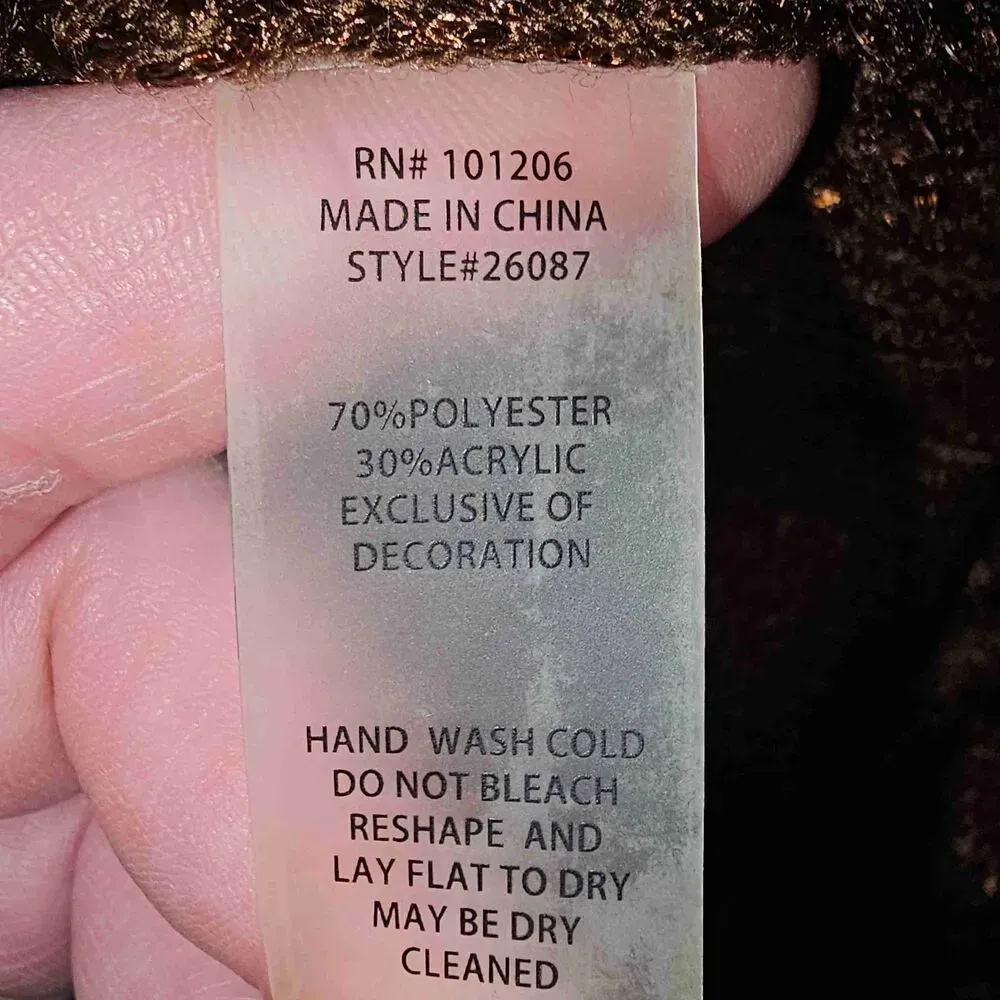 RN# 101206
MADE IN CHINA
STYLE#26087
70%POLYESTER
30%ACRYLIC
EXCLUSIVE OF
DECORATION
HAND WASH COLD
DO NOT BLEACH
RESHAPE AND
LAY FLAT TO DRY
MAY BE DRY
CLEANED